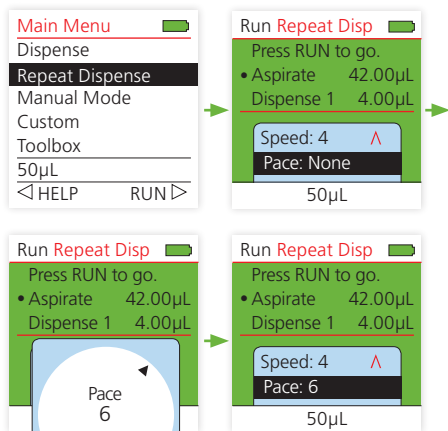 Main Menu
Dispense
Repeat Dispense
Manual Mode
Custom
Toolbox
50µL
HELP RUN
Run Repeat Disp
Press RUN to go.
• Aspirate 42.00µL
Dispense 1 4.00µL
Speed: 4 Λ
Pace: None
50µL
Run Repeat Disp
Press RUN to go.
• Aspirate 42.00µL
Dispense 1 4.00µL
Pace
6
Run Repeat Disp
Press RUN to go.
• Aspirate 42.00µL
Dispense 1 4.00µL
Speed: 4 Λ
Pace: 6
50µL